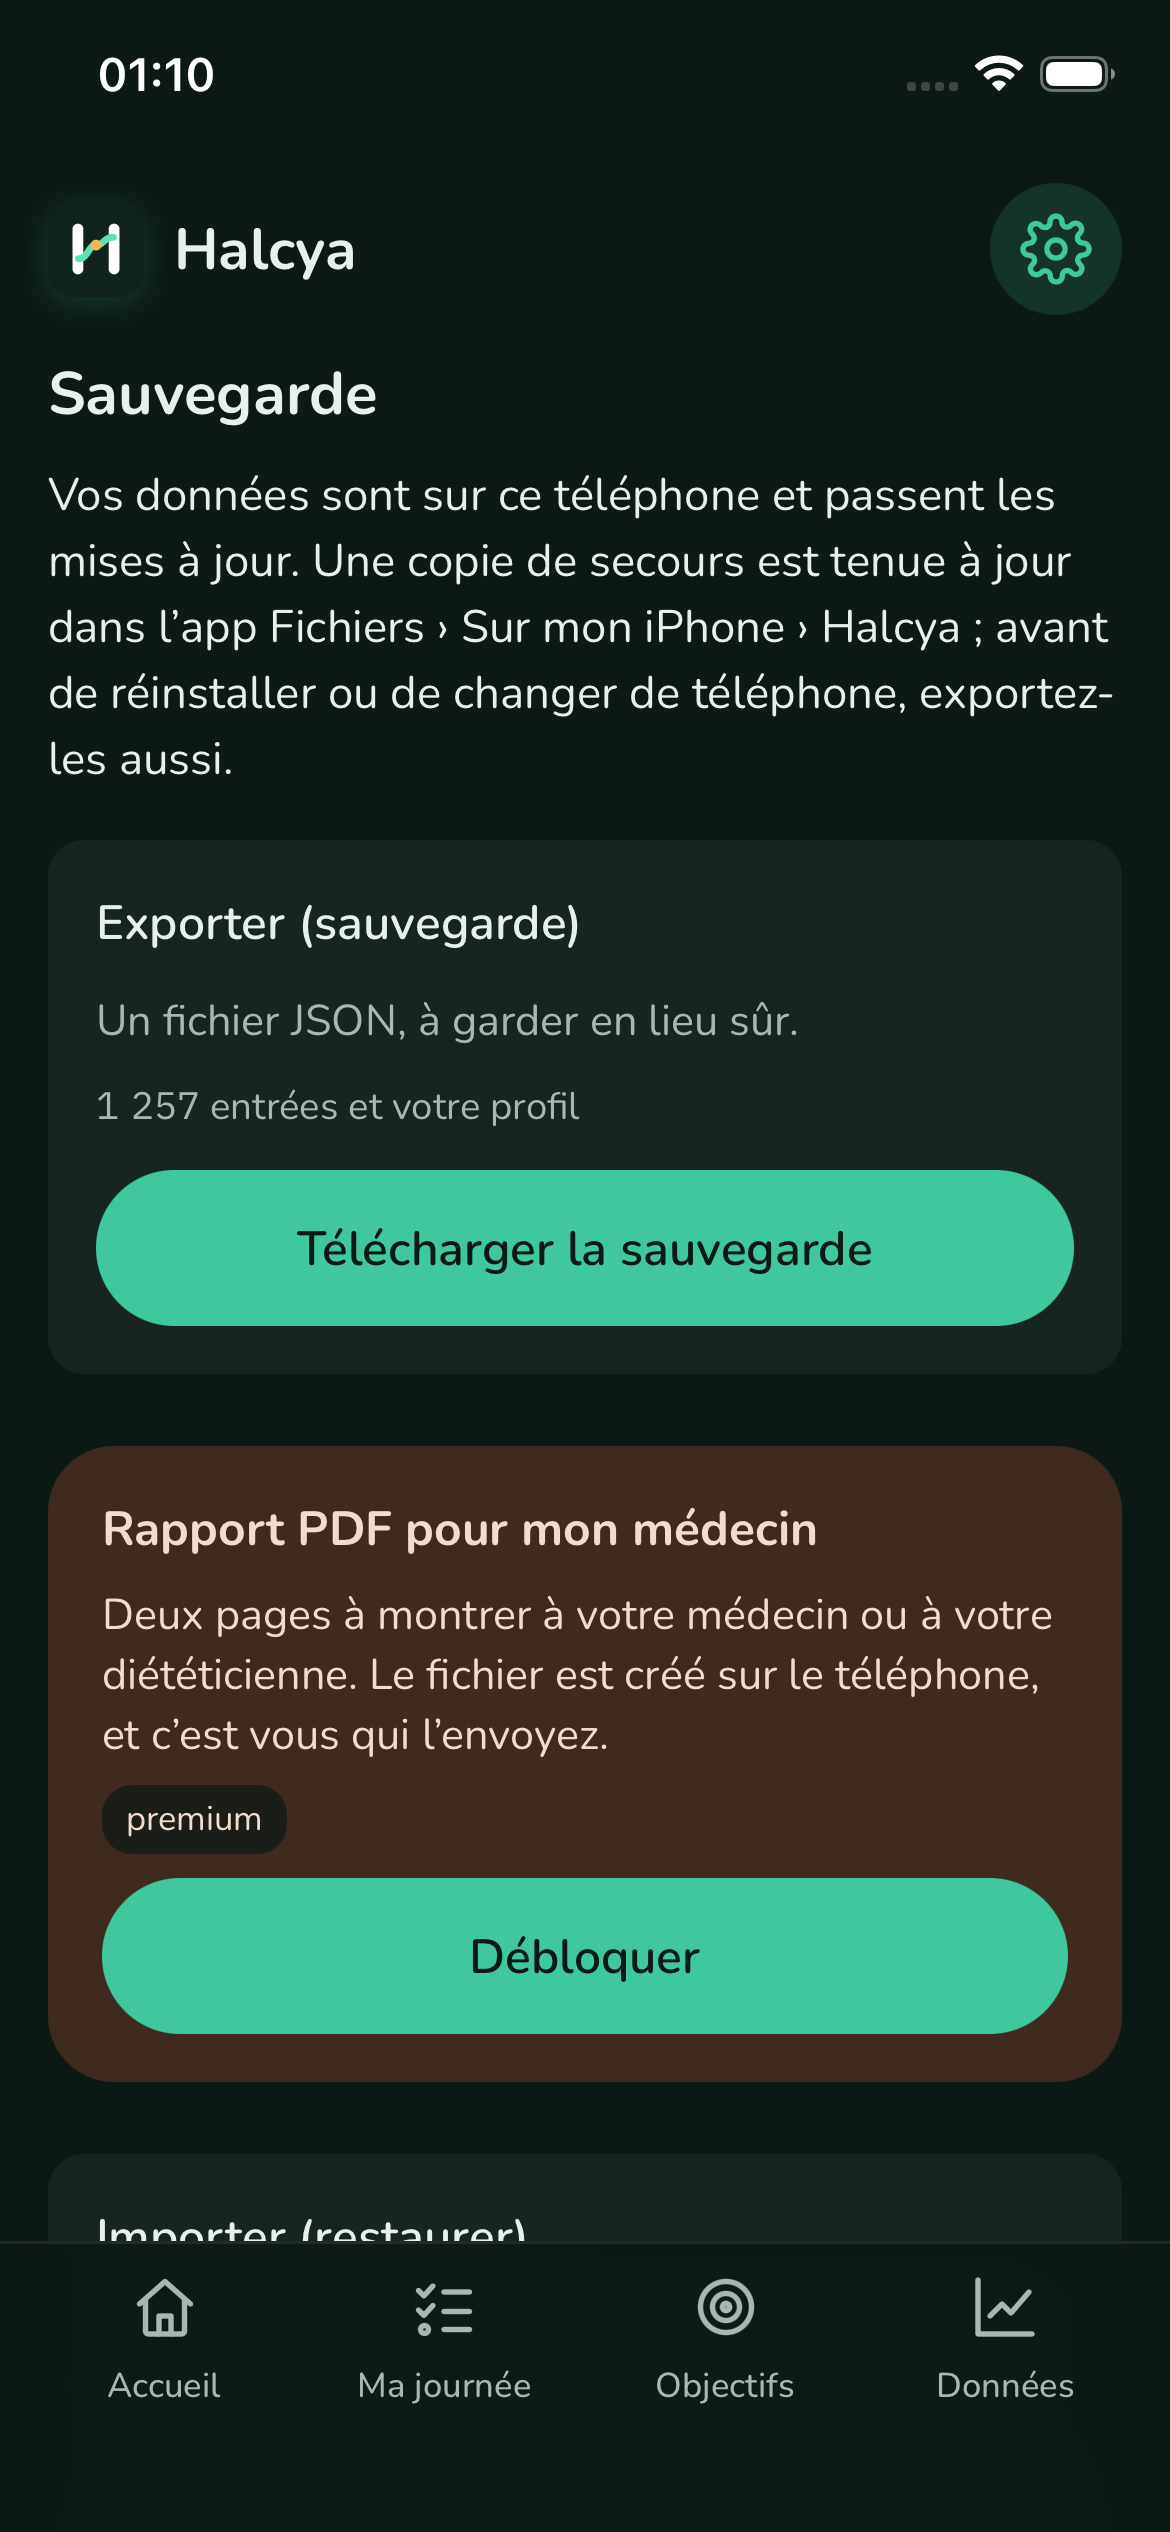 01:10
Halcya
Sauvegarde
Vos données sont sur ce téléphone et passent les
mises à jour. Une copie de secours est tenue à jour
dans l’app Fichiers › Sur mon iPhone › Halcya ; avant
de réinstaller ou de changer de téléphone, exportez-
les aussi.
Exporter (sauvegarde)
Un fichier JSON, à garder en lieu sûr.
1 257 entrées et votre profil
Télécharger la sauvegarde
Rapport PDF pour mon médecin
Deux pages à montrer à votre médecin ou à votre
diététicienne. Le fichier est créé sur le téléphone,
et c’est vous qui l’envoyez.
premium
Débloquer
Importer (restaurer)
Accueil
Ma journée
Objectifs
Données